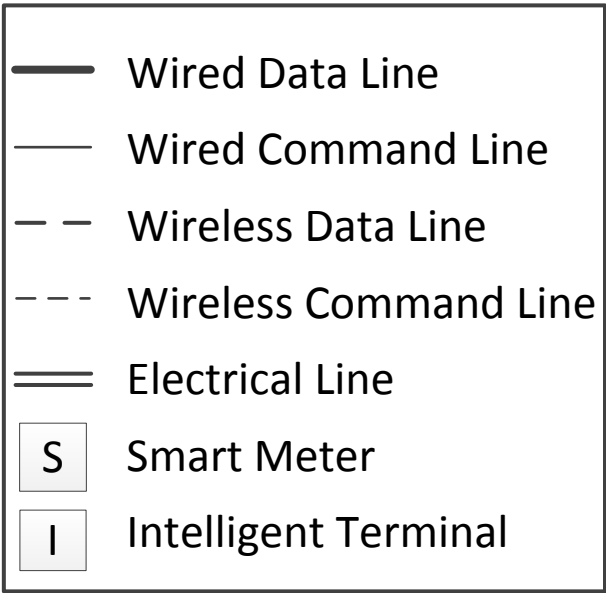 Wired Data Line
Wired Command Line
Wireless Data Line
Wireless Command Line
Electrical Line
S Smart Meter
I Intelligent Terminal